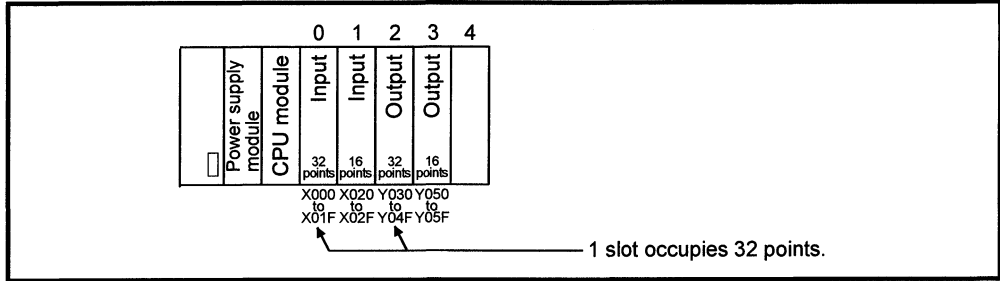 0 1 2 3 4
Power supply
module
CPU module
Input
Input
Output
Output
32 16 32 16
points points points points
X000 X020 Y030 Y050
to to to to
X01F X02F Y04F Y05F
1 slot occupies 32 points.